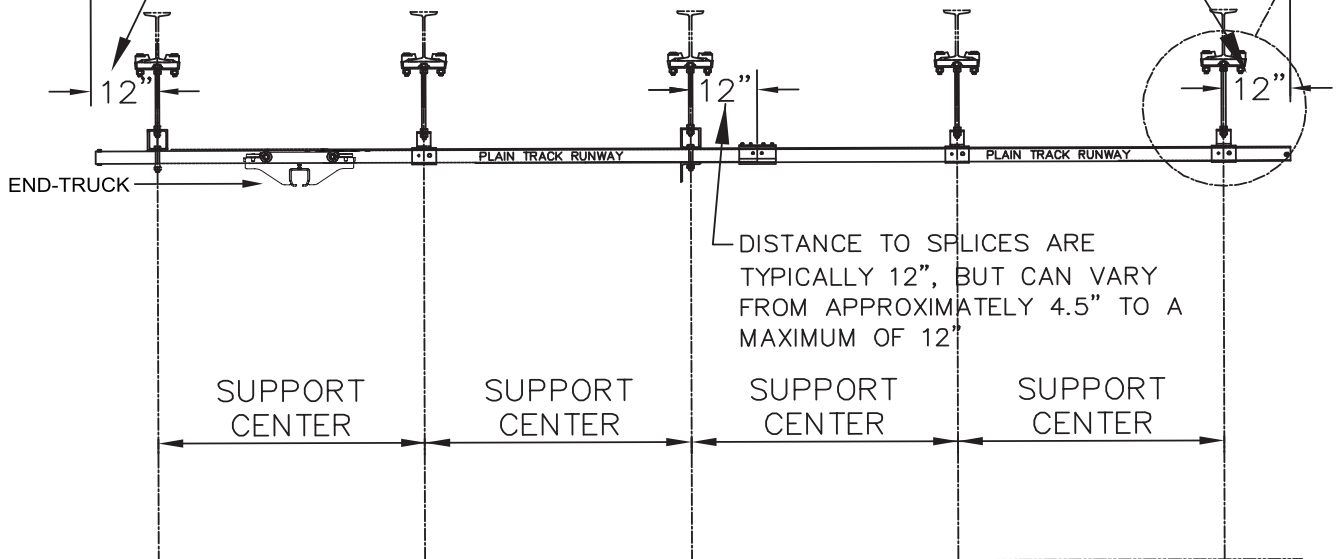 12” 12” 12”
PLAIN TRACK RUNWAY PLAIN TRACK RUNWAY
END-TRUCK
DISTANCE TO SPLICES ARE
TYPICALLY 12”, BUT CAN VARY
FROM APPROXIMATELY 4.5” TO A
MAXIMUM OF 12”
SUPPORT SUPPORT SUPPORT SUPPORT
CENTER CENTER CENTER CENTER